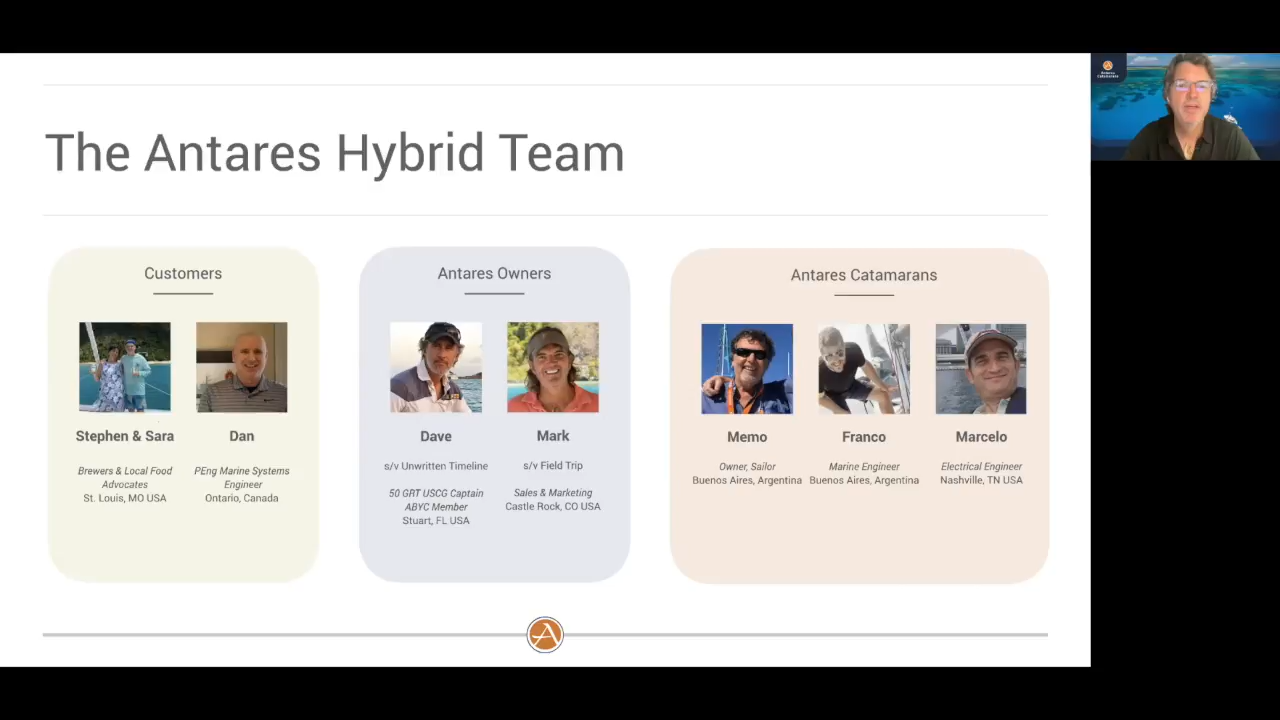 The Antares Hybrid Team
Customers
Stephen & Sara
Brewers & Local Food
Advocates
St. Louis, MO USA
Dan
PEng Marine Systems
Engineer
Ontario, Canada
Antares Owners
Dave
s/v Unwritten Timeline
50 GRT USCG Captain
ABYC Member
Stuart, FL USA
Mark
s/v Field Trip
Sales & Marketing
Castle Rock, CO USA
Antares Catamarans
Memo
Owner, Sailor
Buenos Aires, Argentina
Franco
Marine Engineer
Buenos Aires, Argentina
Marcelo
Electrical Engineer
Nashville, TN USA
Antares
Catamarans